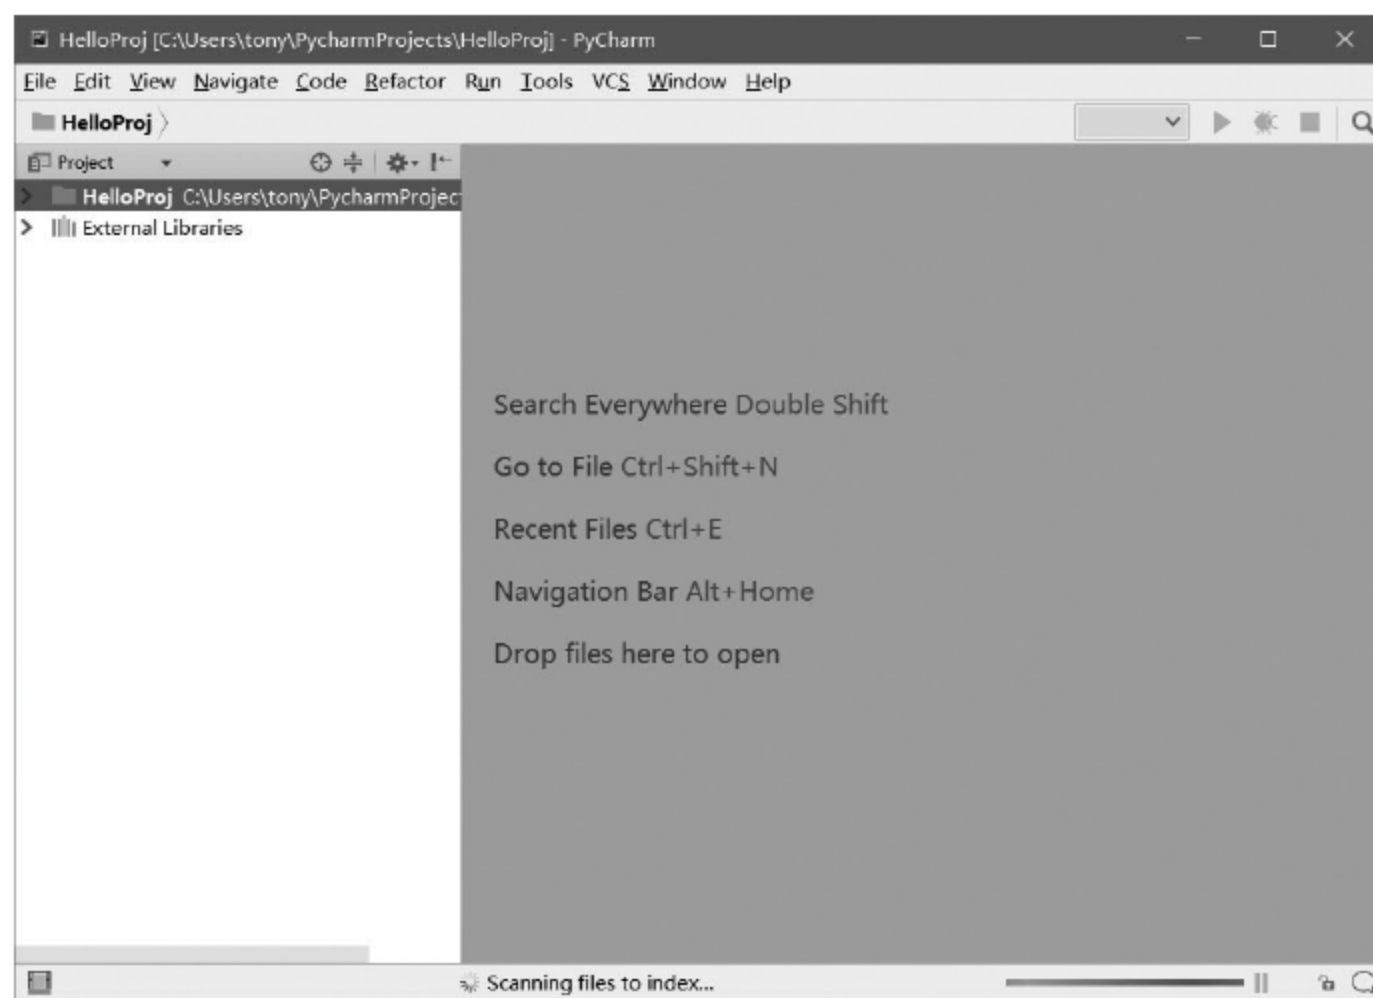 HelloProj [C:\Users\tony\PycharmProjects\HelloProj] - PyCharm
File Edit View Navigate Code Refactor Run Tools VCS Window Help
HelloProj
Project
HelloProj C:\Users\tony\PycharmProjec
External Libraries
Search Everywhere Double Shift
Go to File Ctrl+Shift+N
Recent Files Ctrl+E
Navigation Bar Alt+Home
Drop files here to open
Scanning files to index...